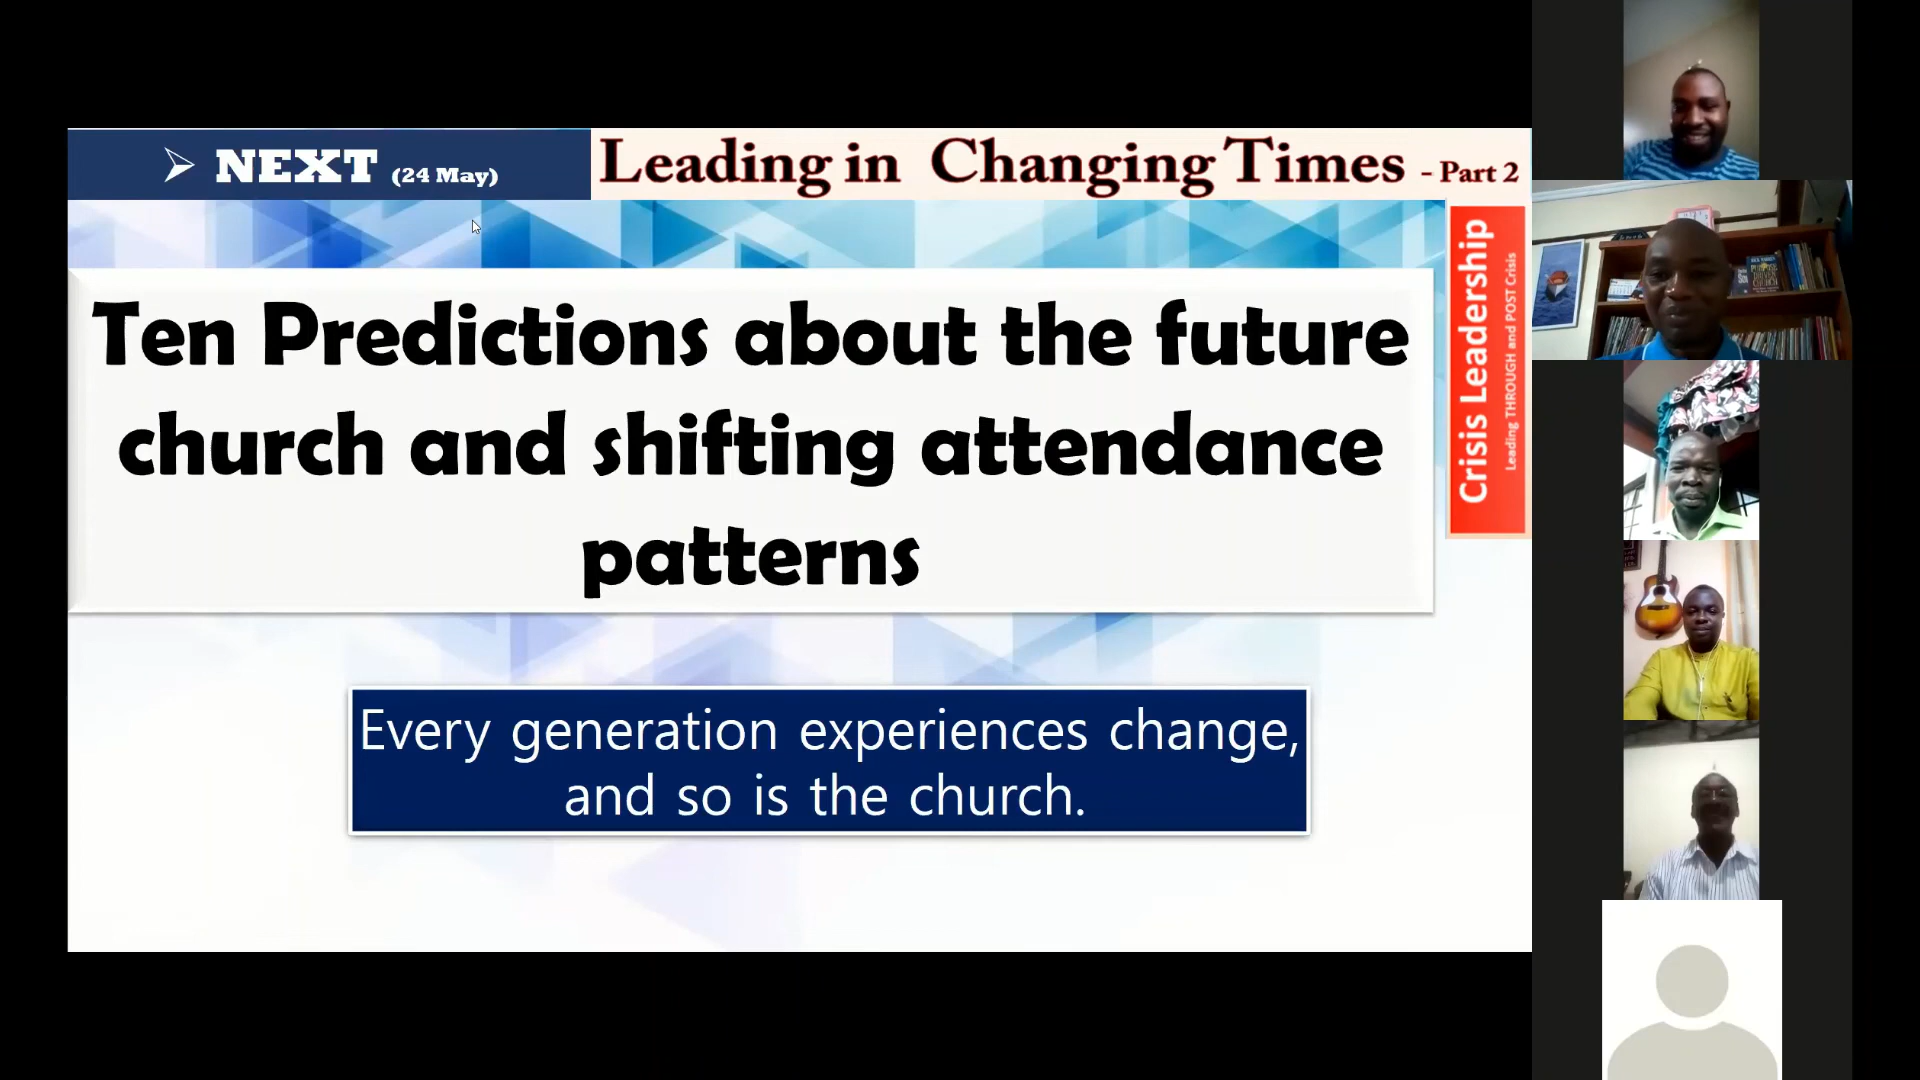 NEXT (24 May)
Leading in Changing Times - Part 2
Crisis Leadership
Leading THROUGH and POST Crisis
Ten Predictions about the future
church and shifting attendance
patterns
Every generation experiences change,
and so is the church.